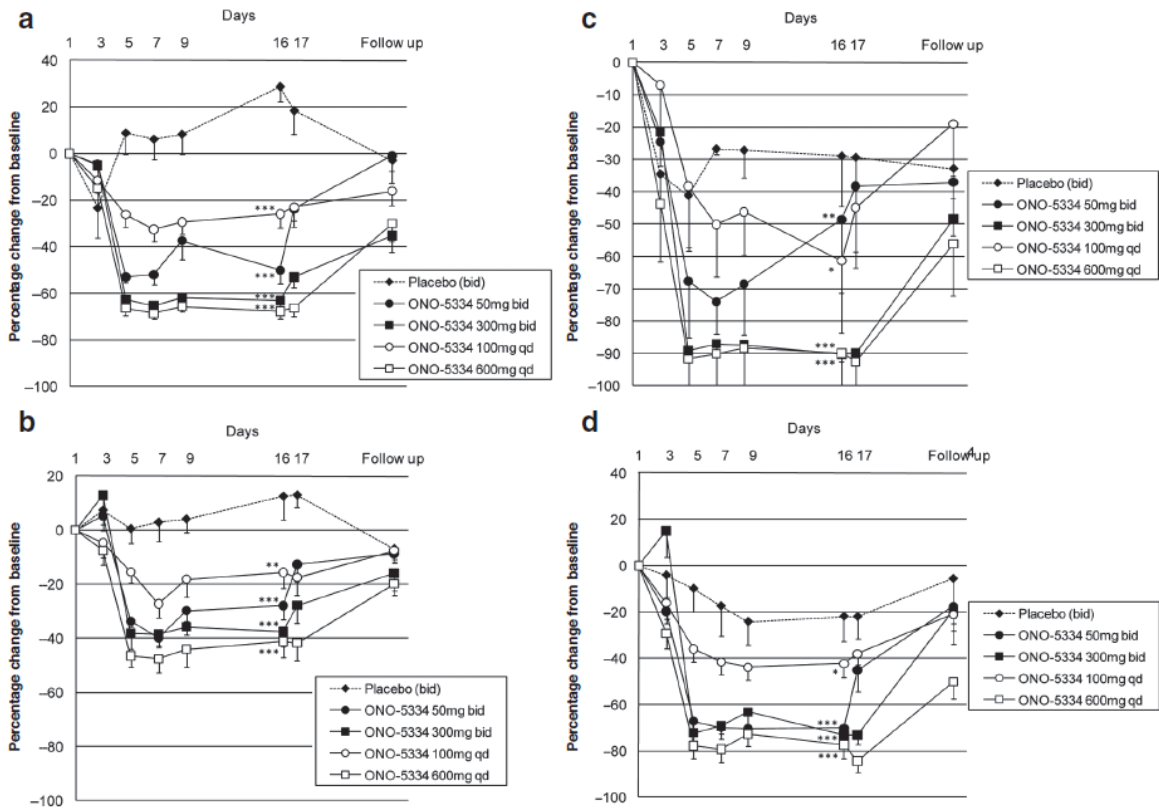 a
Days
1 3 5 7 9 16 17 Follow up
Percentage change from baseline
40
20
0
−20
−40
−60
−80
−100
***
***
***
***
Placebo (bid)
ONO-5334 50mg bid
ONO-5334 300mg bid
ONO-5334 100mg qd
ONO-5334 600mg qd
b
Days
1 3 5 7 9 16 17 Follow up
Percentage change from baseline
20
0
−20
−40
−60
−80
−100
**
***
***
***
Placebo (bid)
ONO-5334 50mg bid
ONO-5334 300mg bid
ONO-5334 100mg qd
ONO-5334 600mg qd
c
Days
1 3 5 7 9 16 17 Follow up
Percentage change from baseline
0
−10
−20
−30
−40
−50
−60
−70
−80
−90
−100
**
*
***
***
Placebo (bid)
ONO-5334 50mg bid
ONO-5334 300mg bid
ONO-5334 100mg qd
ONO-5334 600mg qd
d
Days
1 3 5 7 9 16 17 Follow up
4
Percentage change from baseline
40
20
0
−20
−40
−60
−80
−100
*
***
***
***
Placebo (bid)
ONO-5334 50mg bid
ONO-5334 300mg bid
ONO-5334 100mg qd
ONO-5334 600mg qd